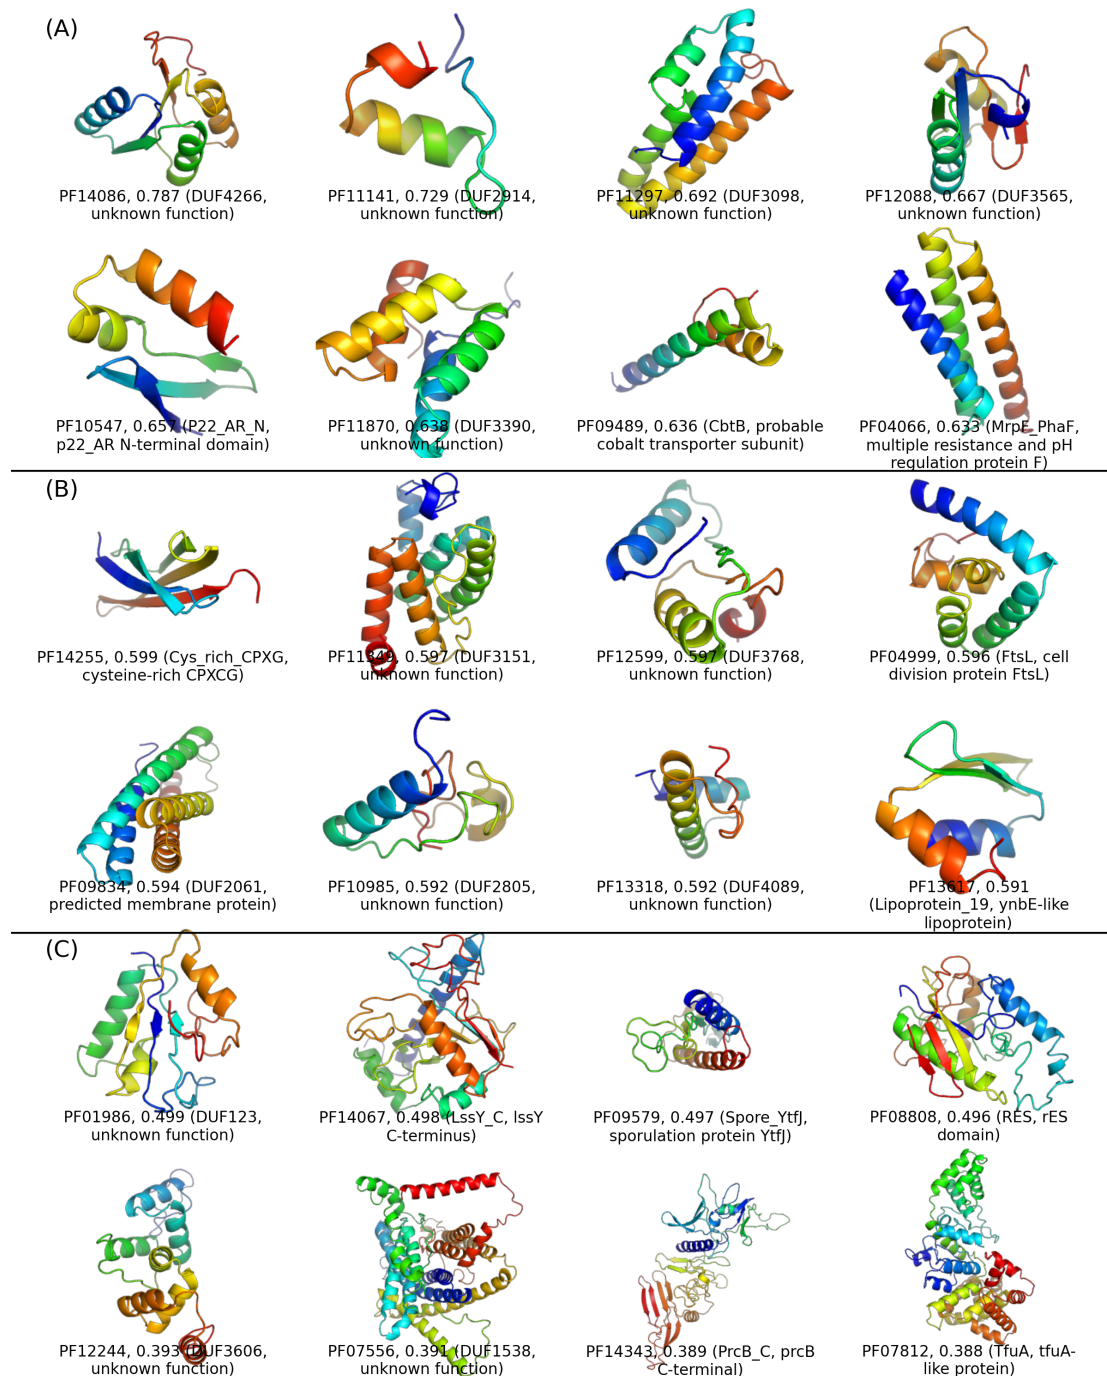 (A)
PF14086, 0.787 (DUF4266,
unknown function)
PF11141, 0.729 (DUF2914,
unknown function)
PF11297, 0.692 (DUF3098,
unknown function)
PF12088, 0.667 (DUF3565,
unknown function)
PF10547, 0.657 (P22_AR_N,
p22_AR N-terminal domain)
PF11870, 0.638 (DUF3390,
unknown function)
PF09489, 0.636 (CbtB, probable
cobalt transporter subunit)
PF04066, 0.633 (MrpF_PhaF,
multiple resistance and pH
regulation protein F)
(B)
PF14255, 0.599 (Cys_rich_CPXG,
cysteine-rich CPXCG)
PF11349, 0.597 (DUF3151,
unknown function)
PF12599, 0.597 (DUF3768,
unknown function)
PF04999, 0.596 (FtsL, cell
division protein FtsL)
PF09834, 0.594 (DUF2061,
predicted membrane protein)
PF10985, 0.592 (DUF2805,
unknown function)
PF13318, 0.592 (DUF4089,
unknown function)
PF13617, 0.591
(Lipoprotein_19, ynbE-like
lipoprotein)
(C)
PF01986, 0.499 (DUF123,
unknown function)
PF14067, 0.498 (LssY_C, lssY
C-terminus)
PF09579, 0.497 (Spore_YtfJ,
sporulation protein YtfJ)
PF08808, 0.496 (RES, rES
domain)
PF12244, 0.393 (DUF3606,
unknown function)
PF07556, 0.391 (DUF1538,
unknown function)
PF14343, 0.389 (PrcB_C, prcB
C-terminal)
PF07812, 0.388 (TfuA, tfuA-
like protein)